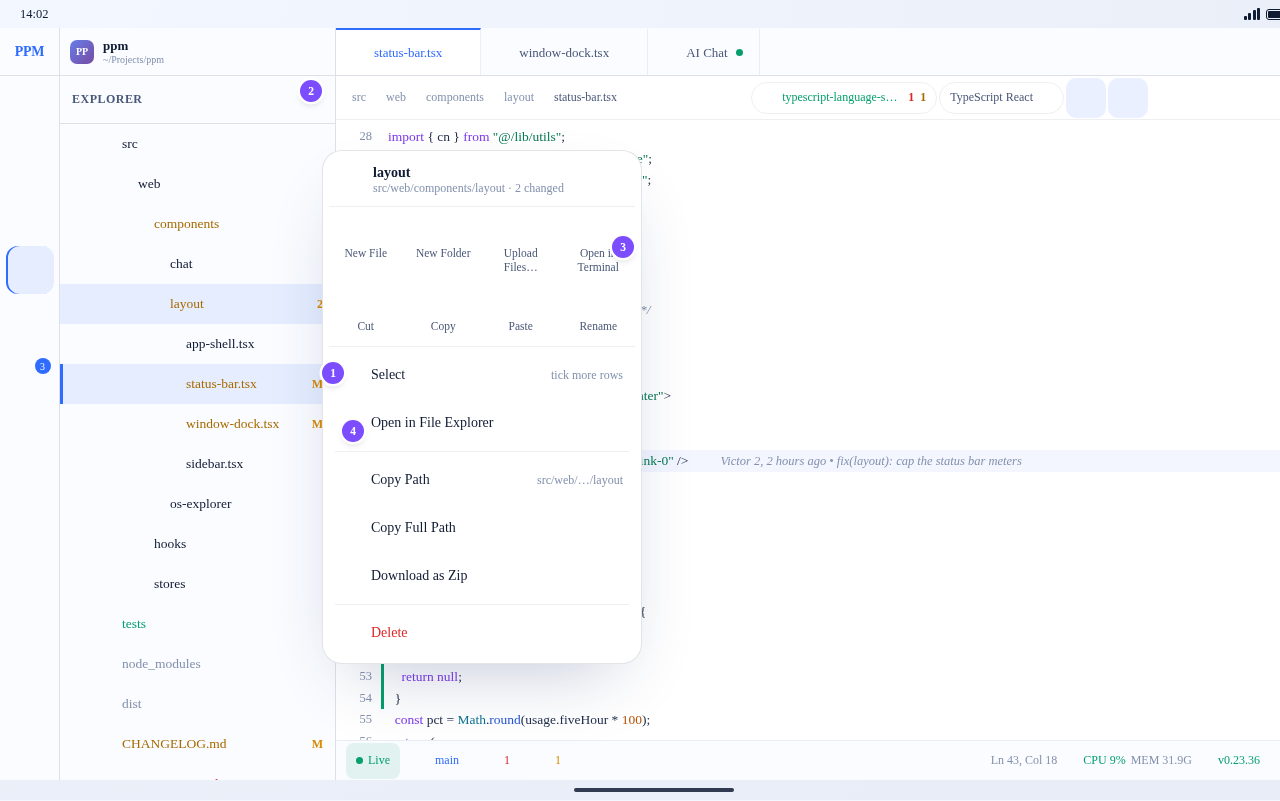 14:02
PPM
PP
ppm
~/Projects/ppm
status-bar.tsx
window-dock.tsx
AI Chat
EXPLORER
2
src
web
components
layout
status-bar.tsx
typescript-language-s… 1 1
TypeScript React
src
web
components
chat
layout
2
app-shell.tsx
status-bar.tsx
M
window-dock.tsx
M
sidebar.tsx
os-explorer
hooks
stores
tests
node_modules
dist
CHANGELOG.md
M
3
28 import { cn } from "@/lib/utils";
e";
";
*/
nter">
ink-0" />
Victor 2, 2 hours ago • fix(layout): cap the status bar meters
{
layout
src/web/components/layout · 2 changed
New File
New Folder
Upload Files…
Open in Terminal
3
Cut
Copy
Paste
Rename
1
Select
tick more rows
4
Open in File Explorer
Copy Path
src/web/…/layout
Copy Full Path
Download as Zip
Delete
53 return null;
54 }
55 const pct = Math.round(usage.fiveHour * 100);
Live
main
1
1
Ln 43, Col 18
CPU 9%
MEM 31.9G
v0.23.36